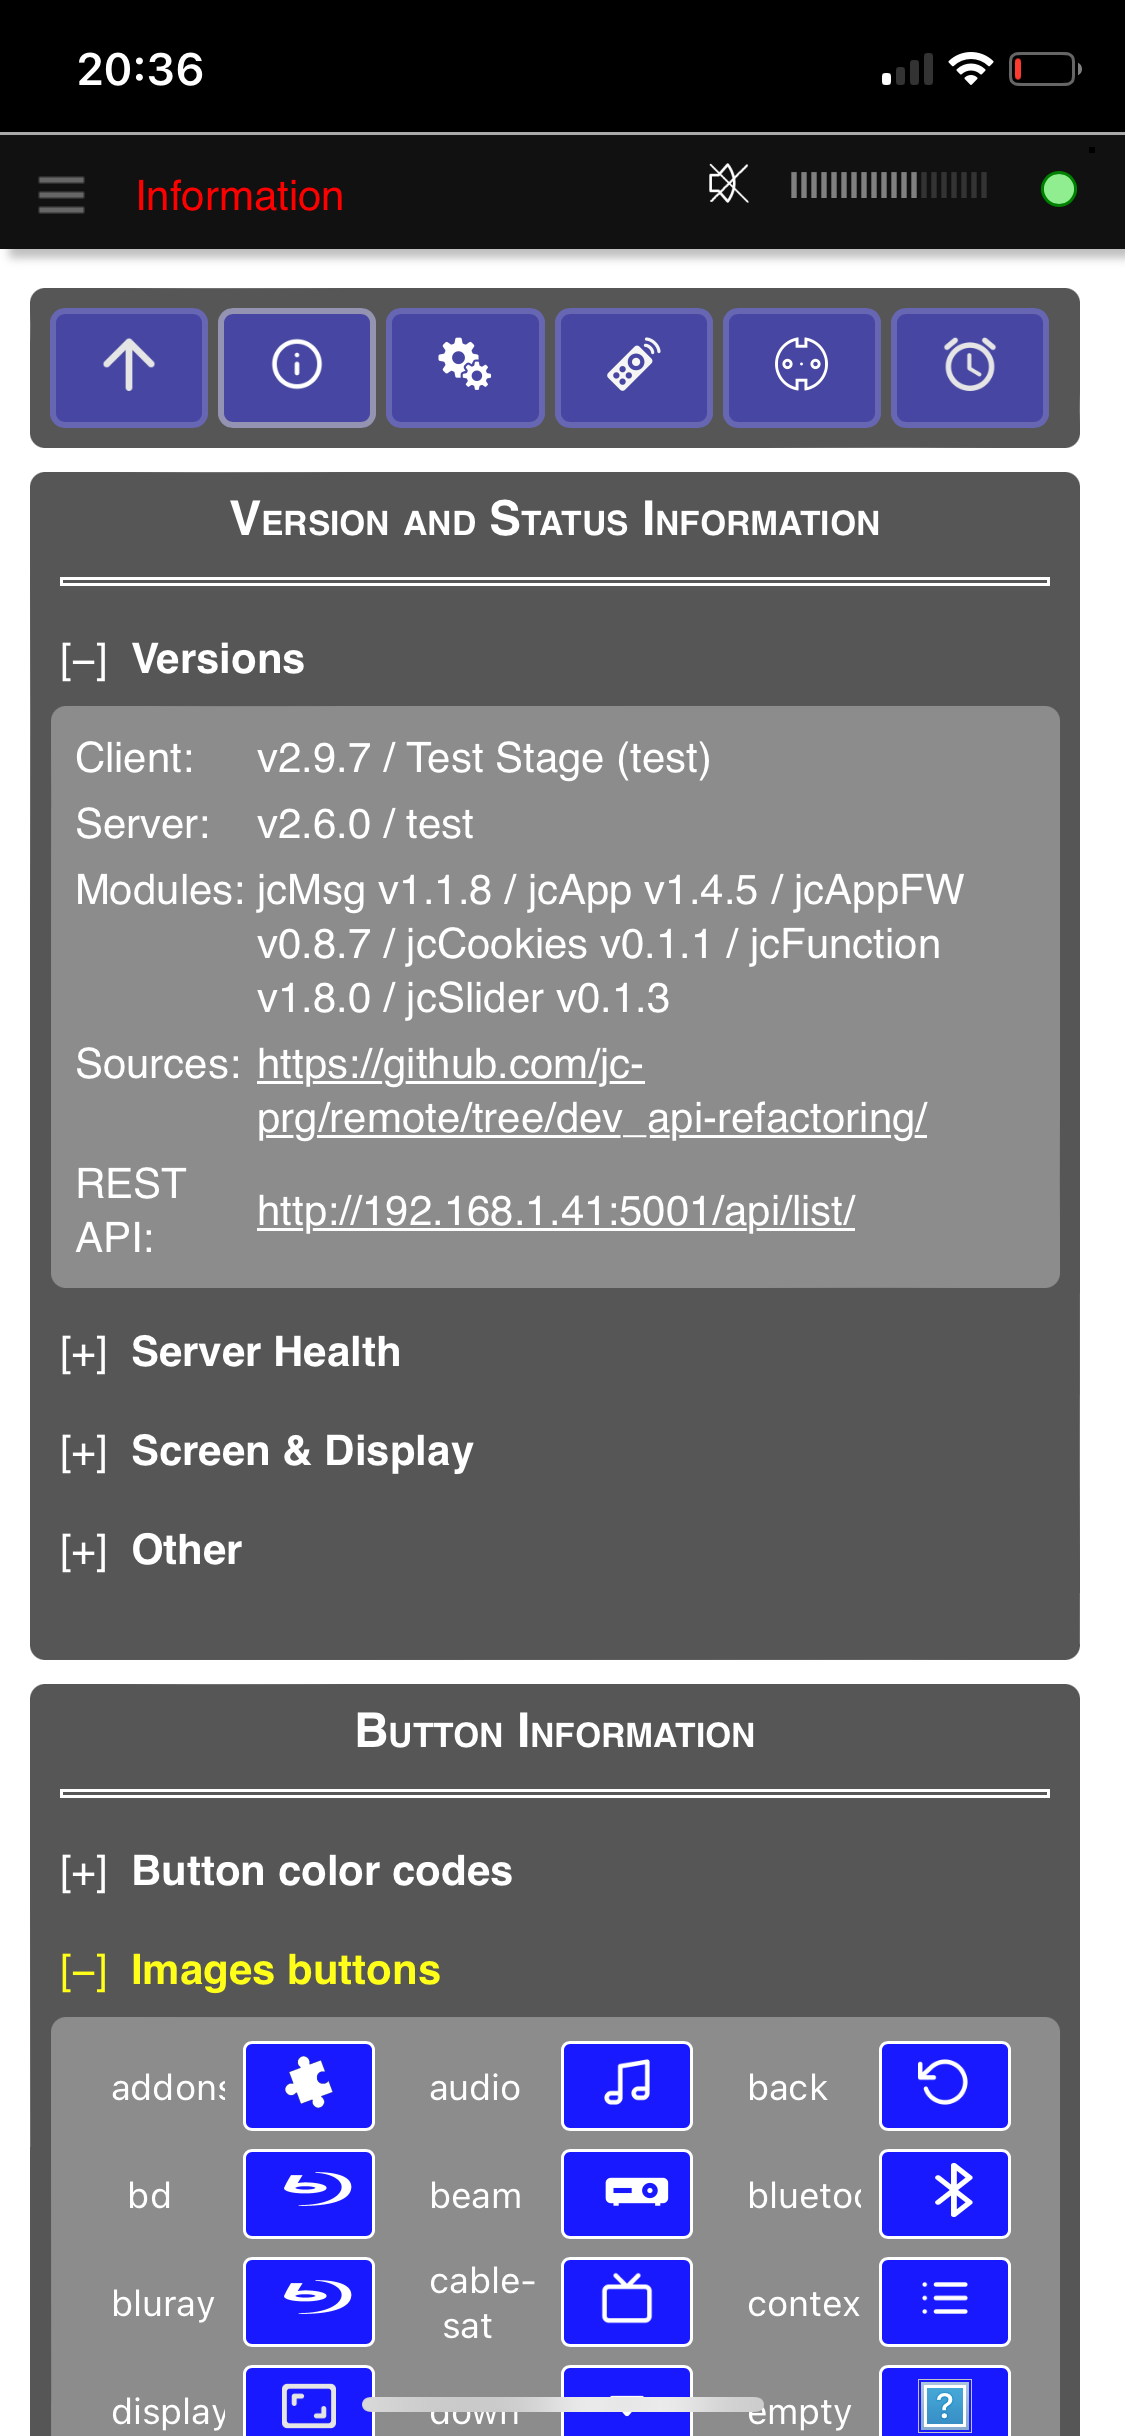 20:36
Information
Version and Status Information
[–] Versions
Client: v2.9.7 / Test Stage (test)
Server: v2.6.0 / test
Modules: jcMsg v1.1.8 / jcApp v1.4.5 / jcAppFW
v0.8.7 / jcCookies v0.1.1 / jcFunction
v1.8.0 / jcSlider v0.1.3
Sources: https://github.com/jc-
prg/remote/tree/dev_api-refactoring/
REST
API: http://192.168.1.41:5001/api/list/
[+] Server Health
[+] Screen & Display
[+] Other
Button Information
[+] Button color codes
[–] Images buttons
addons audio back
bd beam bluetoo
bluray cable-
sat contex
display down empty
?